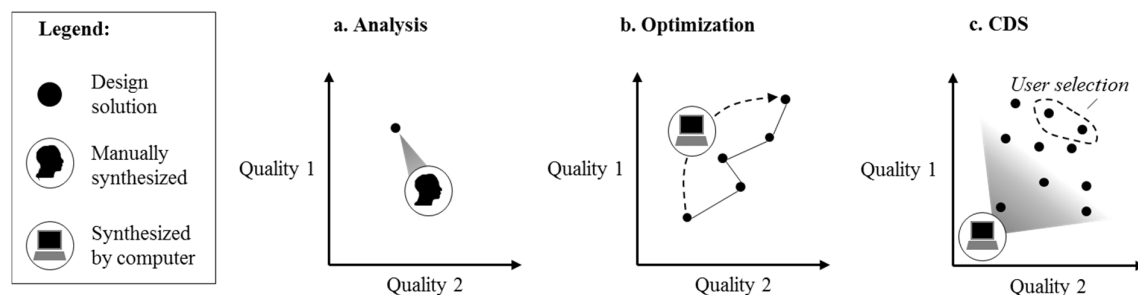 Legend:
Design
solution
Manually
synthesized
Synthesized
by computer
a. Analysis
Quality 1
Quality 2
b. Optimization
Quality 1
Quality 2
c. CDS
User selection
Quality 1
Quality 2